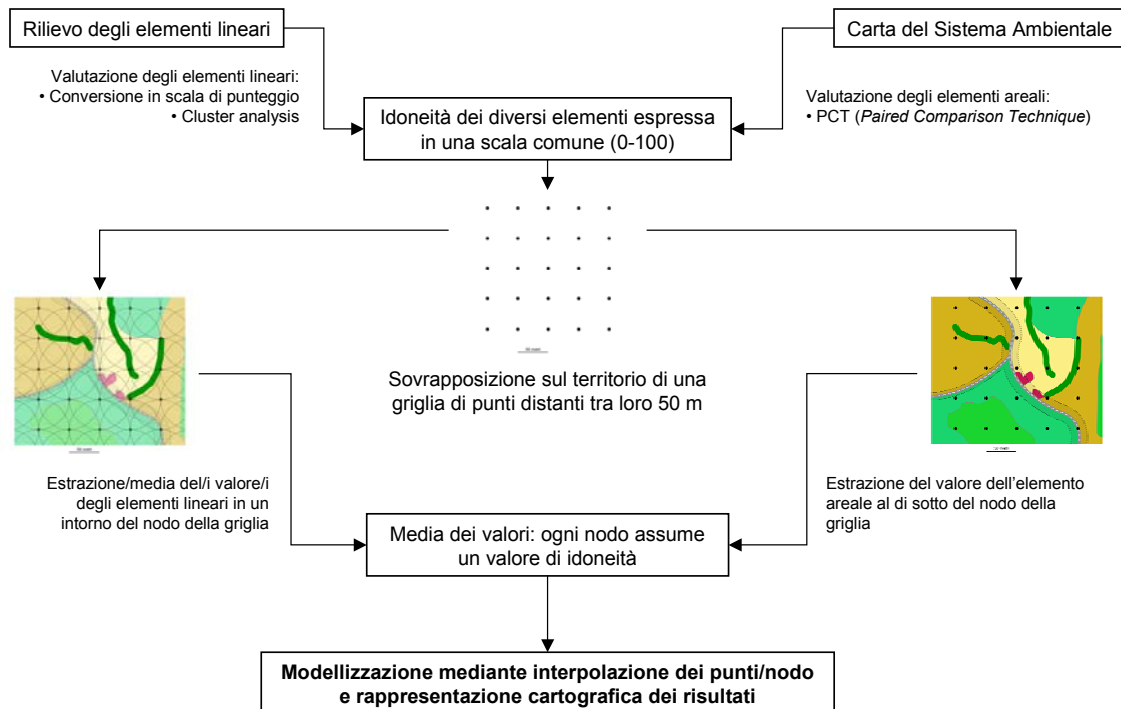 Rilievo degli elementi lineari
Carta del Sistema Ambientale
Valutazione degli elementi lineari:
• Conversione in scala di punteggio
• Cluster analysis
Idoneità dei diversi elementi espressa
in una scala comune (0-100)
Valutazione degli elementi areali:
• PCT (Paired Comparison Technique)
Sovrapposizione sul territorio di una
griglia di punti distanti tra loro 50 m
Estrazione/media del/i valore/i
degli elementi lineari in un
intorno del nodo della griglia
Estrazione del valore dell'elemento
areale al di sotto del nodo della
griglia
Media dei valori: ogni nodo assume
un valore di idoneità
Modellizzazione mediante interpolazione dei punti/nodo
e rappresentazione cartografica dei risultati